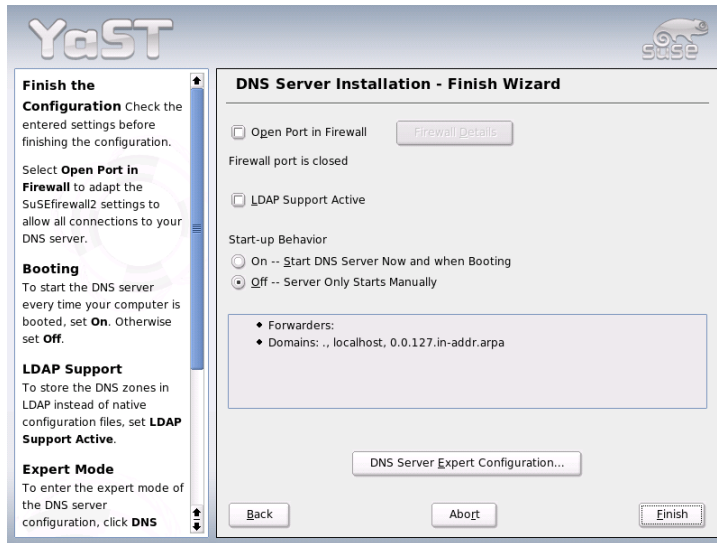 YaST
SUSE
Finish the
Configuration Check the
entered settings before
finishing the configuration.
Select Open Port in
Firewall to adapt the
SuSEfirewall2 settings to
allow all connections to your
DNS server.
Booting
To start the DNS server
every time your computer is
booted, set On. Otherwise
set Off.
LDAP Support
To store the DNS zones in
LDAP instead of native
configuration files, set LDAP
Support Active.
Expert Mode
To enter the expert mode of
the DNS server
configuration, click DNS
DNS Server Installation - Finish Wizard
Open Port in Firewall
Firewall Details
Firewall port is closed
LDAP Support Active
Start-up Behavior
On -- Start DNS Server Now and when Booting
Off -- Server Only Starts Manually
Forwarders:
Domains: ., localhost, 0.0.127.in-addr.arpa
DNS Server Expert Configuration...
Back
Abort
Finish